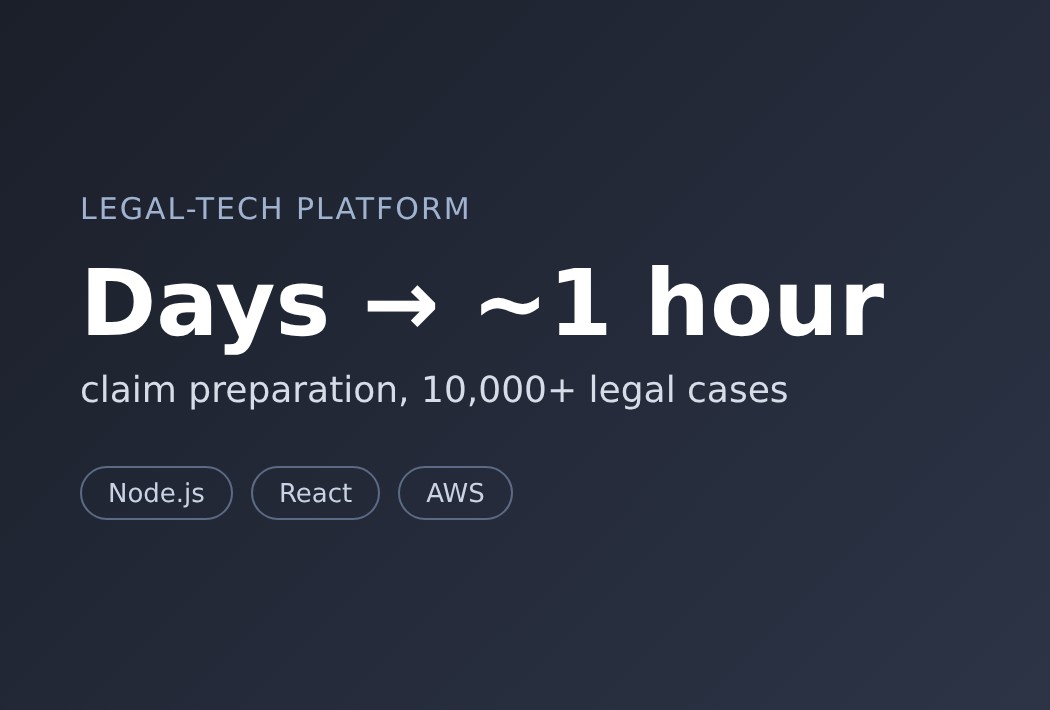 LEGAL-TECH PLATFORM
Days → ~1 hour
claim preparation, 10,000+ legal cases
Node.js React AWS